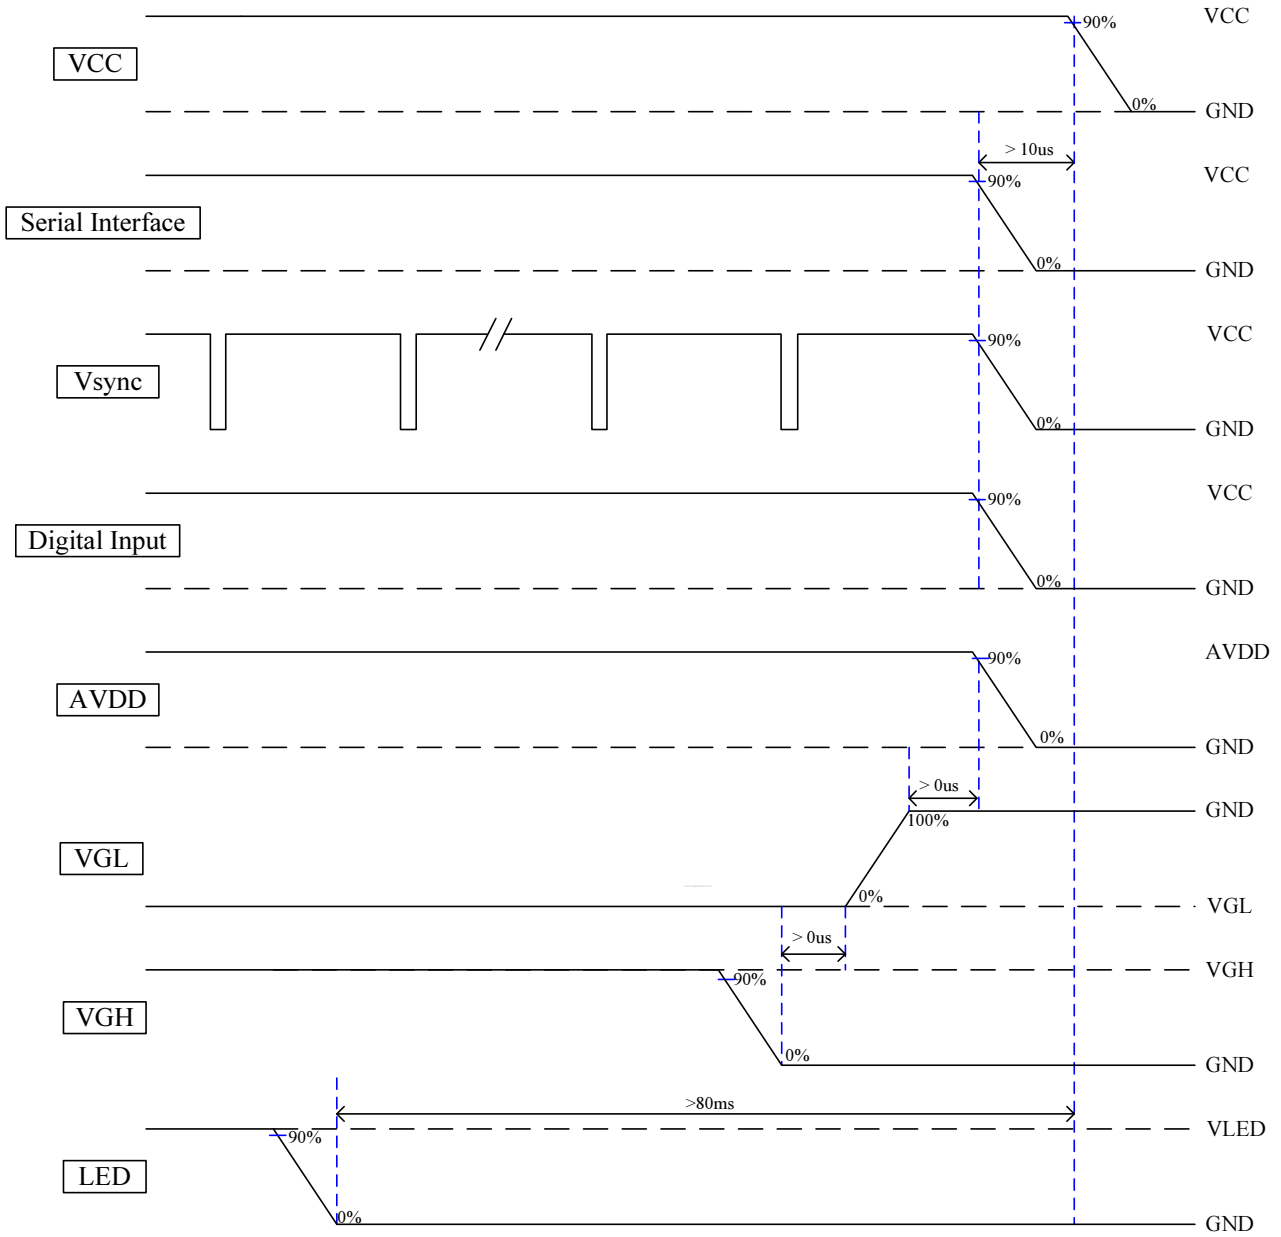 VCC
90%
VCC
0%
GND
> 10us
VCC
90%
Serial Interface
0%
GND
VCC
90%
Vsync
0%
GND
VCC
90%
Digital Input
0%
GND
AVDD
90%
AVDD
0%
GND
> 0us
GND
100%
VGL
0%
VGL
> 0us
VGH
90%
VGH
0%
GND
>80ms
VLED
90%
LED
0%
GND